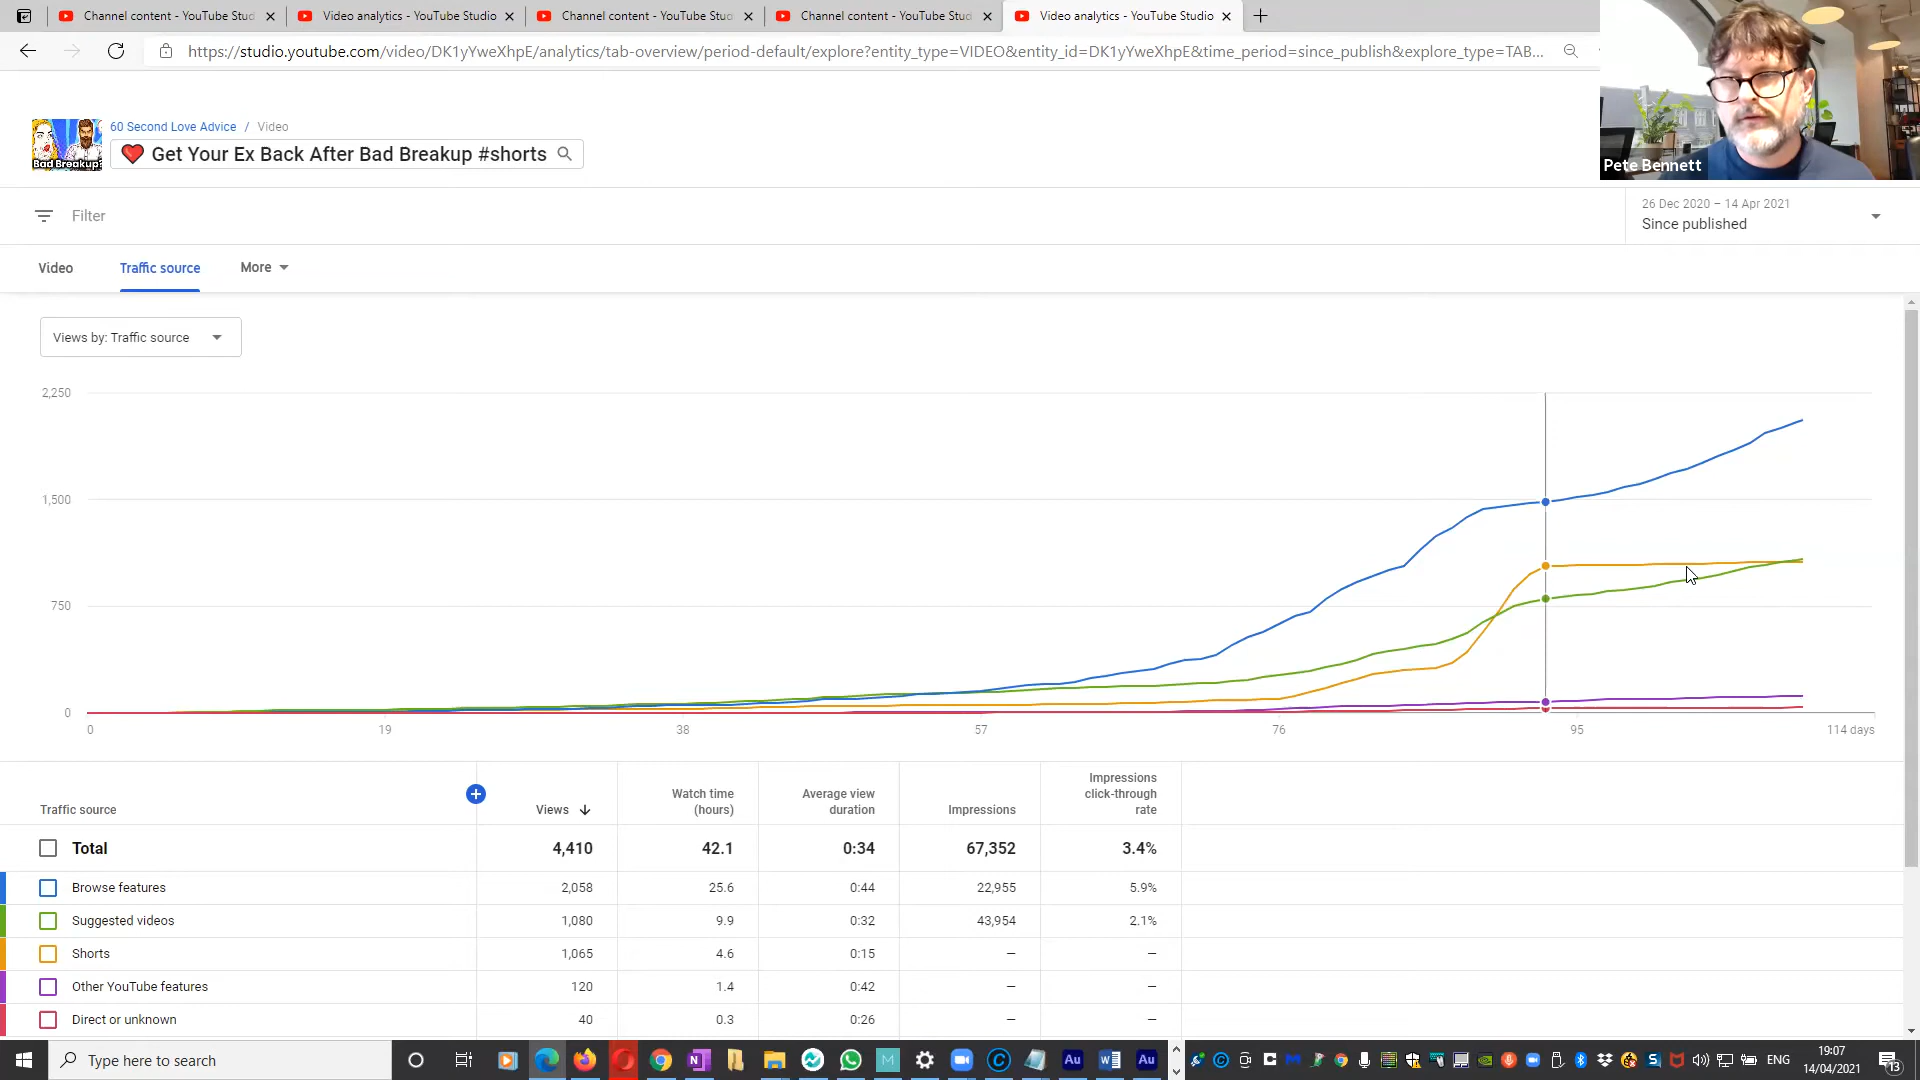 Channel content - YouTube Stud
Video analytics - YouTube Studio
Channel content - YouTube Stud
Channel content - YouTube Stud
Video analytics - YouTube Studio
https://studio.youtube.com/video/DK1yYweXhpE/analytics/tab-overview/period-default/explore?entity_type=VIDEO&entity_id=DK1yYweXhpE&time_period=since_publish&explore_type=TAB...
Pete Bennett
Bad Breakup?
60 Second Love Advice / Video
❤️ Get Your Ex Back After Bad Breakup #shorts
Filter
26 Dec 2020 – 14 Apr 2021
Since published
Video
Traffic source
More
Views by: Traffic source
2,250
1,500
750
0
0 19 38 57 76 95 114 days
Traffic source
Views
Watch time (hours)
Average view duration
Impressions
Impressions click-through rate
Total 4,410 42.1 0:34 67,352 3.4%
Browse features 2,058 25.6 0:44 22,955 5.9%
Suggested videos 1,080 9.9 0:32 43,954 2.1%
Shorts 1,065 4.6 0:15 — —
Other YouTube features 120 1.4 0:42 — —
Direct or unknown 40 0.3 0:26 — —
Type here to search
ENG
19:07
14/04/2021
13